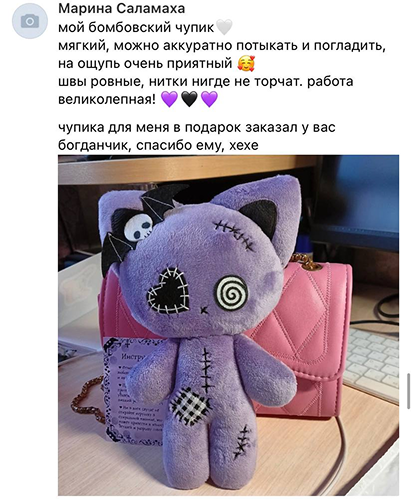 Марина Саламаха
мой бомбовский чупик🤍
мягкий, можно аккуратно потыкать и погладить,
на ощупь очень приятный 🥰
швы ровные, нитки нигде не торчат. работа
великолепная! 💜🖤💜
чупика для меня в подарок заказал у вас
богданчик, спасибо ему, хехе